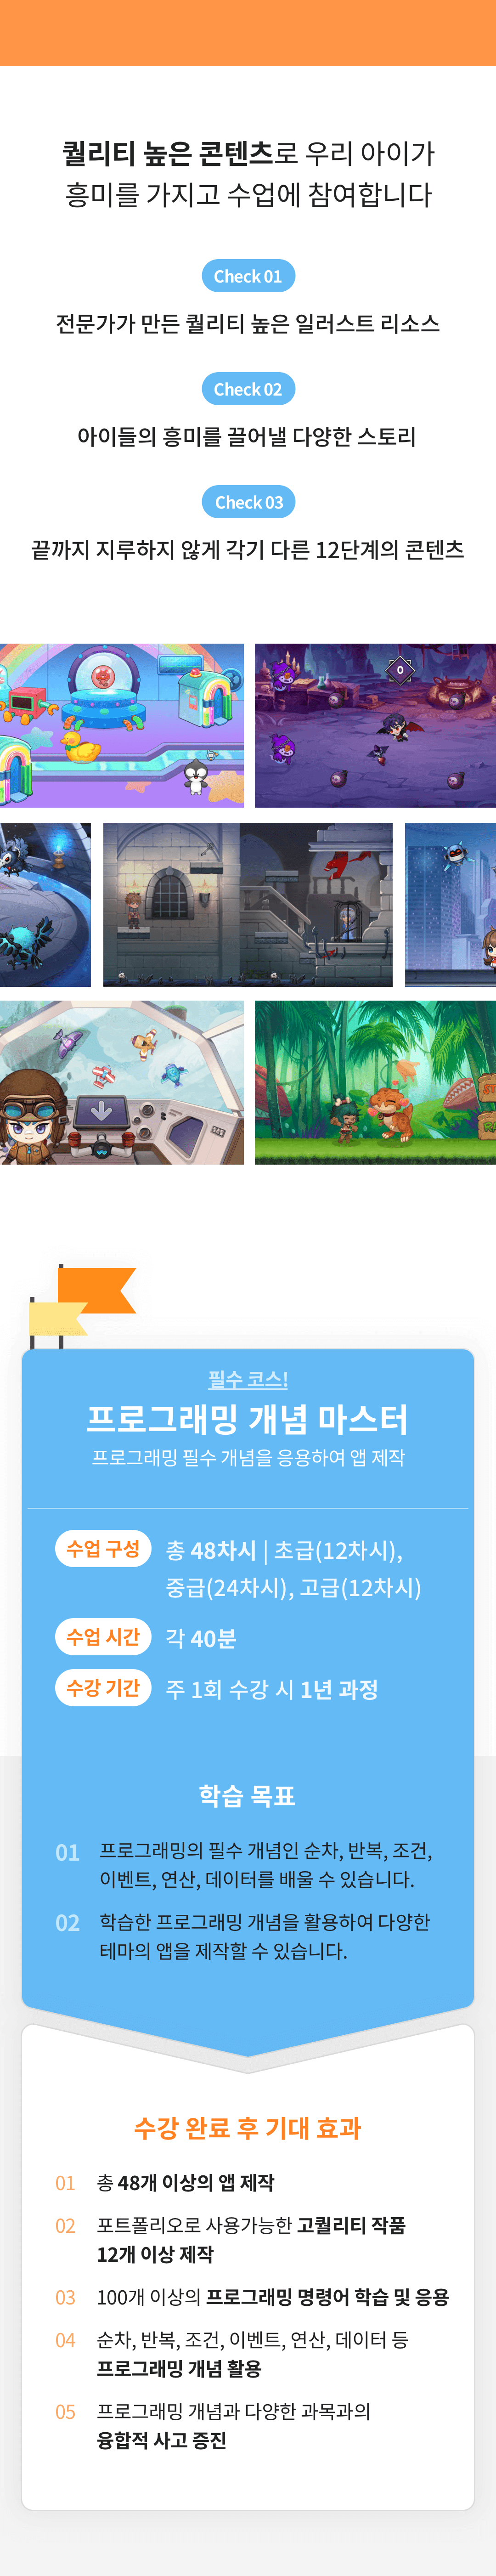 퀄리티 높은 콘텐츠로 우리 아이가
흥미를 가지고 수업에 참여합니다
Check 01
전문가가 만든 퀄리티 높은 일러스트 리소스
Check 02
아이들의 흥미를 끌어낼 다양한 스토리
Check 03
끝까지 지루하지 않게 각기 다른 12단계의 콘텐츠
0
필수 코스!
프로그래밍 개념 마스터
프로그래밍 필수 개념을 응용하여 앱 제작
수업 구성
총 48차시 | 초급(12차시),
중급(24차시), 고급(12차시)
수업 시간
각 40분
수강 기간
주 1회 수강 시 1년 과정
학습 목표
01 프로그래밍의 필수 개념인 순차, 반복, 조건,
이벤트, 연산, 데이터를 배울 수 있습니다.
02 학습한 프로그래밍 개념을 활용하여 다양한
테마의 앱을 제작할 수 있습니다.
수강 완료 후 기대 효과
01 총 48개 이상의 앱 제작
02 포트폴리오로 사용가능한 고퀄리티 작품
12개 이상 제작
03 100개 이상의 프로그래밍 명령어 학습 및 응용
04 순차, 반복, 조건, 이벤트, 연산, 데이터 등
프로그래밍 개념 활용
05 프로그래밍 개념과 다양한 과목과의
융합적 사고 증진